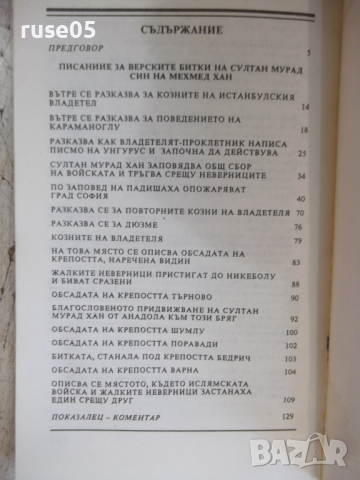 ruse05
СЪДЪРЖАНИЕ
ПРЕДГОВОР 5
ПИСАНИИЕ ЗА ВЕРСКИТЕ БИТКИ НА СУЛТАН МУРАД
СИН НА МЕХМЕД ХАН
ВЪТРЕ СЕ РАЗКАЗВА ЗА КОЗНИТЕ НА ИСТАНБУЛСКИЯ
ВЛАДЕТЕЛ 14
ВЪТРЕ СЕ РАЗКАЗВА ЗА ПОВЕДЕНИЕТО НА
КАРАМАНОГЛУ 18
РАЗКАЗВА КАК ВЛАДЕТЕЛЯТ-ПРОКЛЕТНИК НАПИСА
ПИСМО НА УНГУРУС И ЗАПОЧНА ДА ДЕЙСТВУВА 25
СУЛТАН МУРАД ХАН ЗАПОВЯДВА ОБЩ СБОР
НА ВОЙСКАТА И ТРЪГВА СРЕЩУ НЕВЕРНИЦИТЕ 34
ПО ЗАПОВЕД НА ПАДИШАХА ОПОЖАРЯВАТ
ГРАД СОФИЯ 40
РАЗКАЗВА СЕ ЗА ПОВТОРНИТЕ КОЗНИ НА ВЛАДЕТЕЛЯ 70
РАЗКАЗВА СЕ ЗА ДЮЗМЕ 76
КОЗНИТЕ НА ВЛАДЕТЕЛЯ 79
НА ТОВА МЯСТО СЕ ОПИСВА ОБСАДАТА НА
КРЕПОСТТА, НАРЕЧЕНА ВИДИН 83
ЖАЛКИТЕ НЕВЕРНИЦИ ПРИСТИГАТ ДО НИКЕБОЛУ
И БИВАТ СРАЗЕНИ 88
ОБСАДАТА НА КРЕПОСТТА ТЪРНОВО 90
БЛАГОСЛОВЕНОТО ПРИДВИЖВАНЕ НА СУЛТАН
МУРАД ХАН ОТ АНАДОЛА КЪМ ТОЗИ БРЯГ 92
ОБСАДАТА НА КРЕПОСТТА ШУМЛУ 100
ОБСАДАТА НА КРЕПОСТТА ПОРАВАДИ 102
БИТКАТА, СТАНАЛА ПОД КРЕПОСТТА БЕДРИЧ 103
ОБСАДАТА НА КРЕПОСТТА ВАРНА 104
ОПИСВА СЕ МЯСТОТО, КЪДЕТО ИСЛЯМСКАТА
ВОЙСКА И ЖАЛКИТЕ НЕВЕРНИЦИ ЗАСТАНАХА
ЕДИН СРЕЩУ ДРУГ 109
ПОКАЗАЛЕЦ – КОМЕНТАР 129
BAZAR